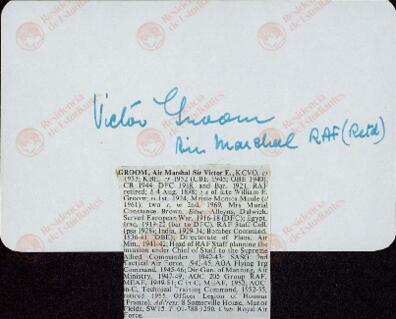 Residencia de Estudiantes
Victor Groom
Air Marshal RAF (Retd)
GROOM, Air Marshal Sir Victor E., KCVO,
1953; KBE, 1952 (CBE 1945; OBE 1940);
CB 1944; DFC 1918, and Bar, 1921; RAF
retired; b 4 Aug. 1898; s of late William E.
Groom; m 1st, 1924, Maisie Monica Maule (d
1961); two s; 2nd, 1969, Mrs Muriel
Constance Brown. Educ: Alleyns, Dulwich.
Served European War, 1916-18 (DFC); Egypt,
Iraq, 1919-22 (bar to DFC); RAF Staff Coll.
(psa 1928); India, 1929-34; Bomber Command,
1936-41 (OBE); Directorate of Plans, Air
Min., 1941-42; Head of RAF Staff planning the
invasion under Chief of Staff to the Supreme
Allied Commander, 1942-43; SASO 2nd
Tactical Air Force, 1943-45; AOA Flying Trg
Command, 1945-46; Dir-Gen. of Manning, Air
Ministry, 1947-49; AOC 205 Group RAF,
MEAF, 1949-51; C in C, MEAF, 1952; AOC
in-C, Technical Training Command, 1952-55,
retired 1955. Officer Legion of Honour
(France). Address: 8 Somerville House, Manor
Fields, SW15. 01-788 1290. Club: Royal Air
Force.